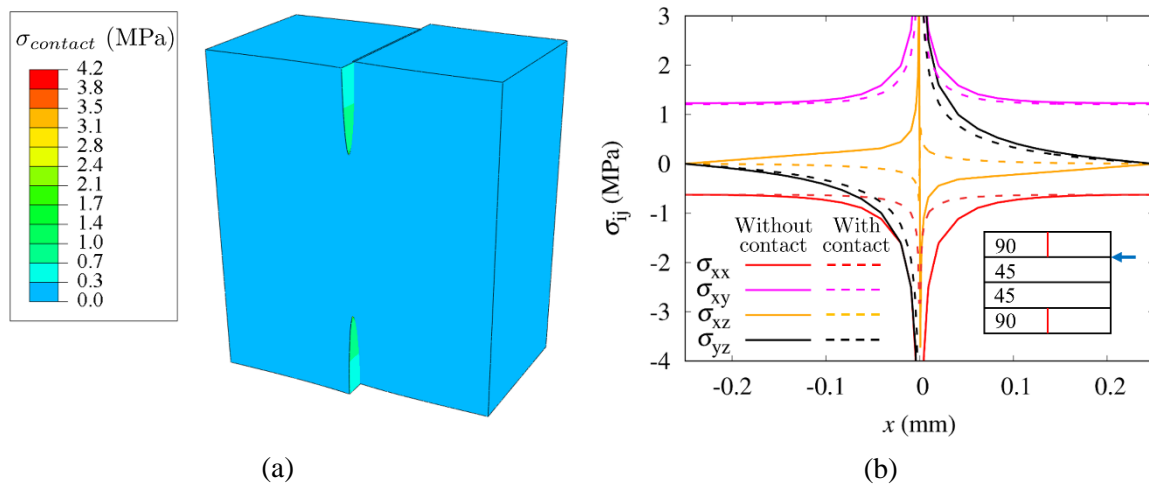 (a)
σcontact (MPa)
4.2
3.8
3.5
3.1
2.8
2.4
2.1
1.7
1.4
1.0
0.7
0.3
0.0
(b)
3
2
1
0
-1
-2
-3
-4
σij (MPa)
Without contact
With contact
σxx
σxy
σxz
σyz
90
45
45
90
-0.2 -0.1 0 0.1 0.2
x (mm)
(a) (b)